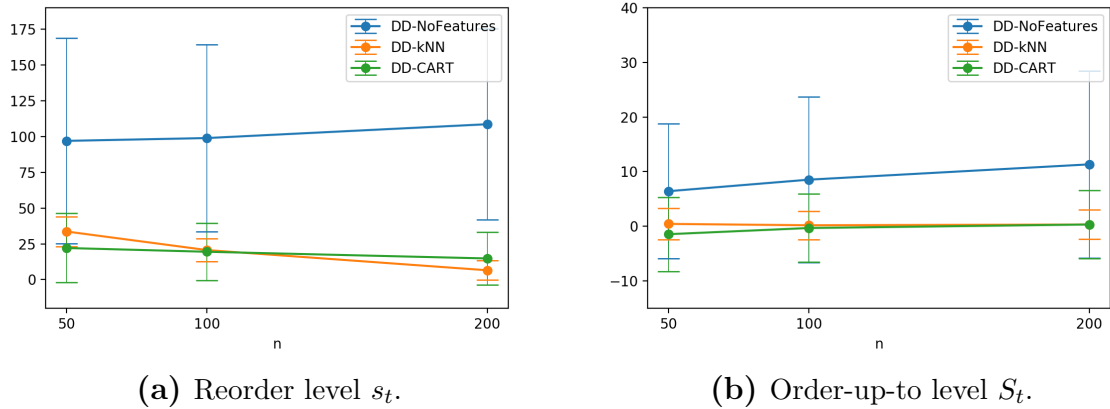 175
150
125
100
75
50
25
0
DD-NoFeatures
DD-kNN
DD-CART
50
100
200
n
(a) Reorder level $s_t$.
40
30
20
10
0
−10
DD-NoFeatures
DD-kNN
DD-CART
50
100
200
n
(b) Order-up-to level $S_t$.